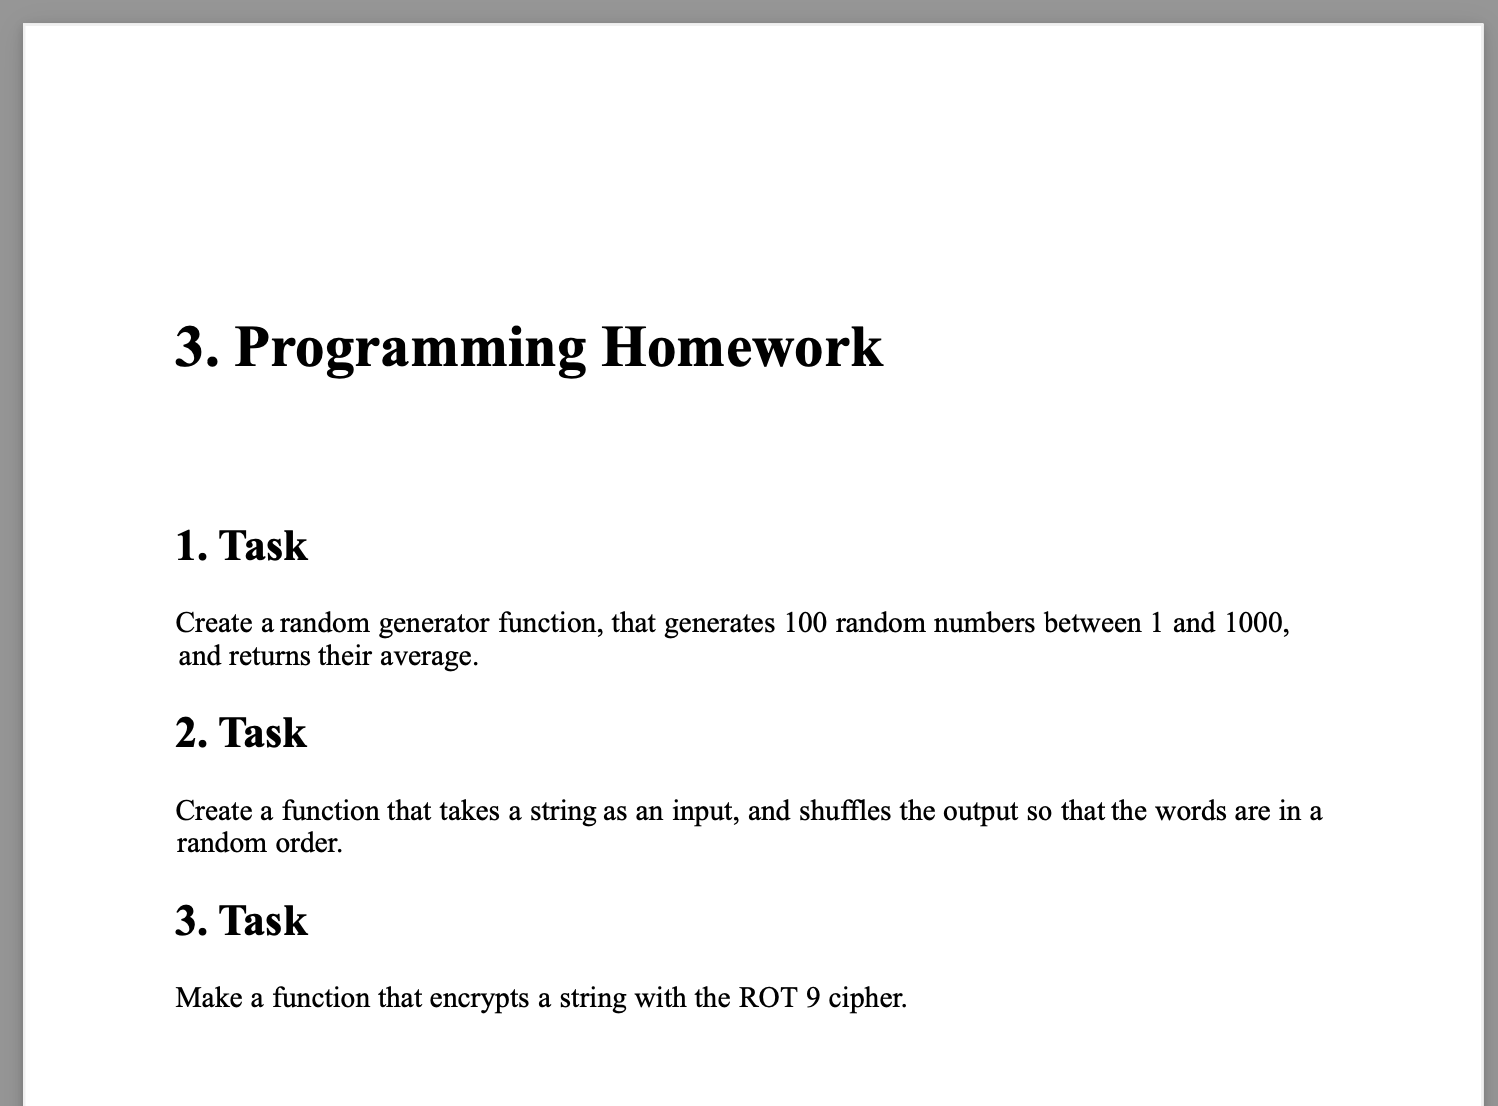 3. Programming Homework
1. Task
Create a random generator function, that generates 100 random numbers between 1 and 1000,
and returns their average.
2. Task
Create a function that takes a string as an input, and shuffles the output so that the words are in a
random order.
3. Task
Make a function that encrypts a string with the ROT 9 cipher.